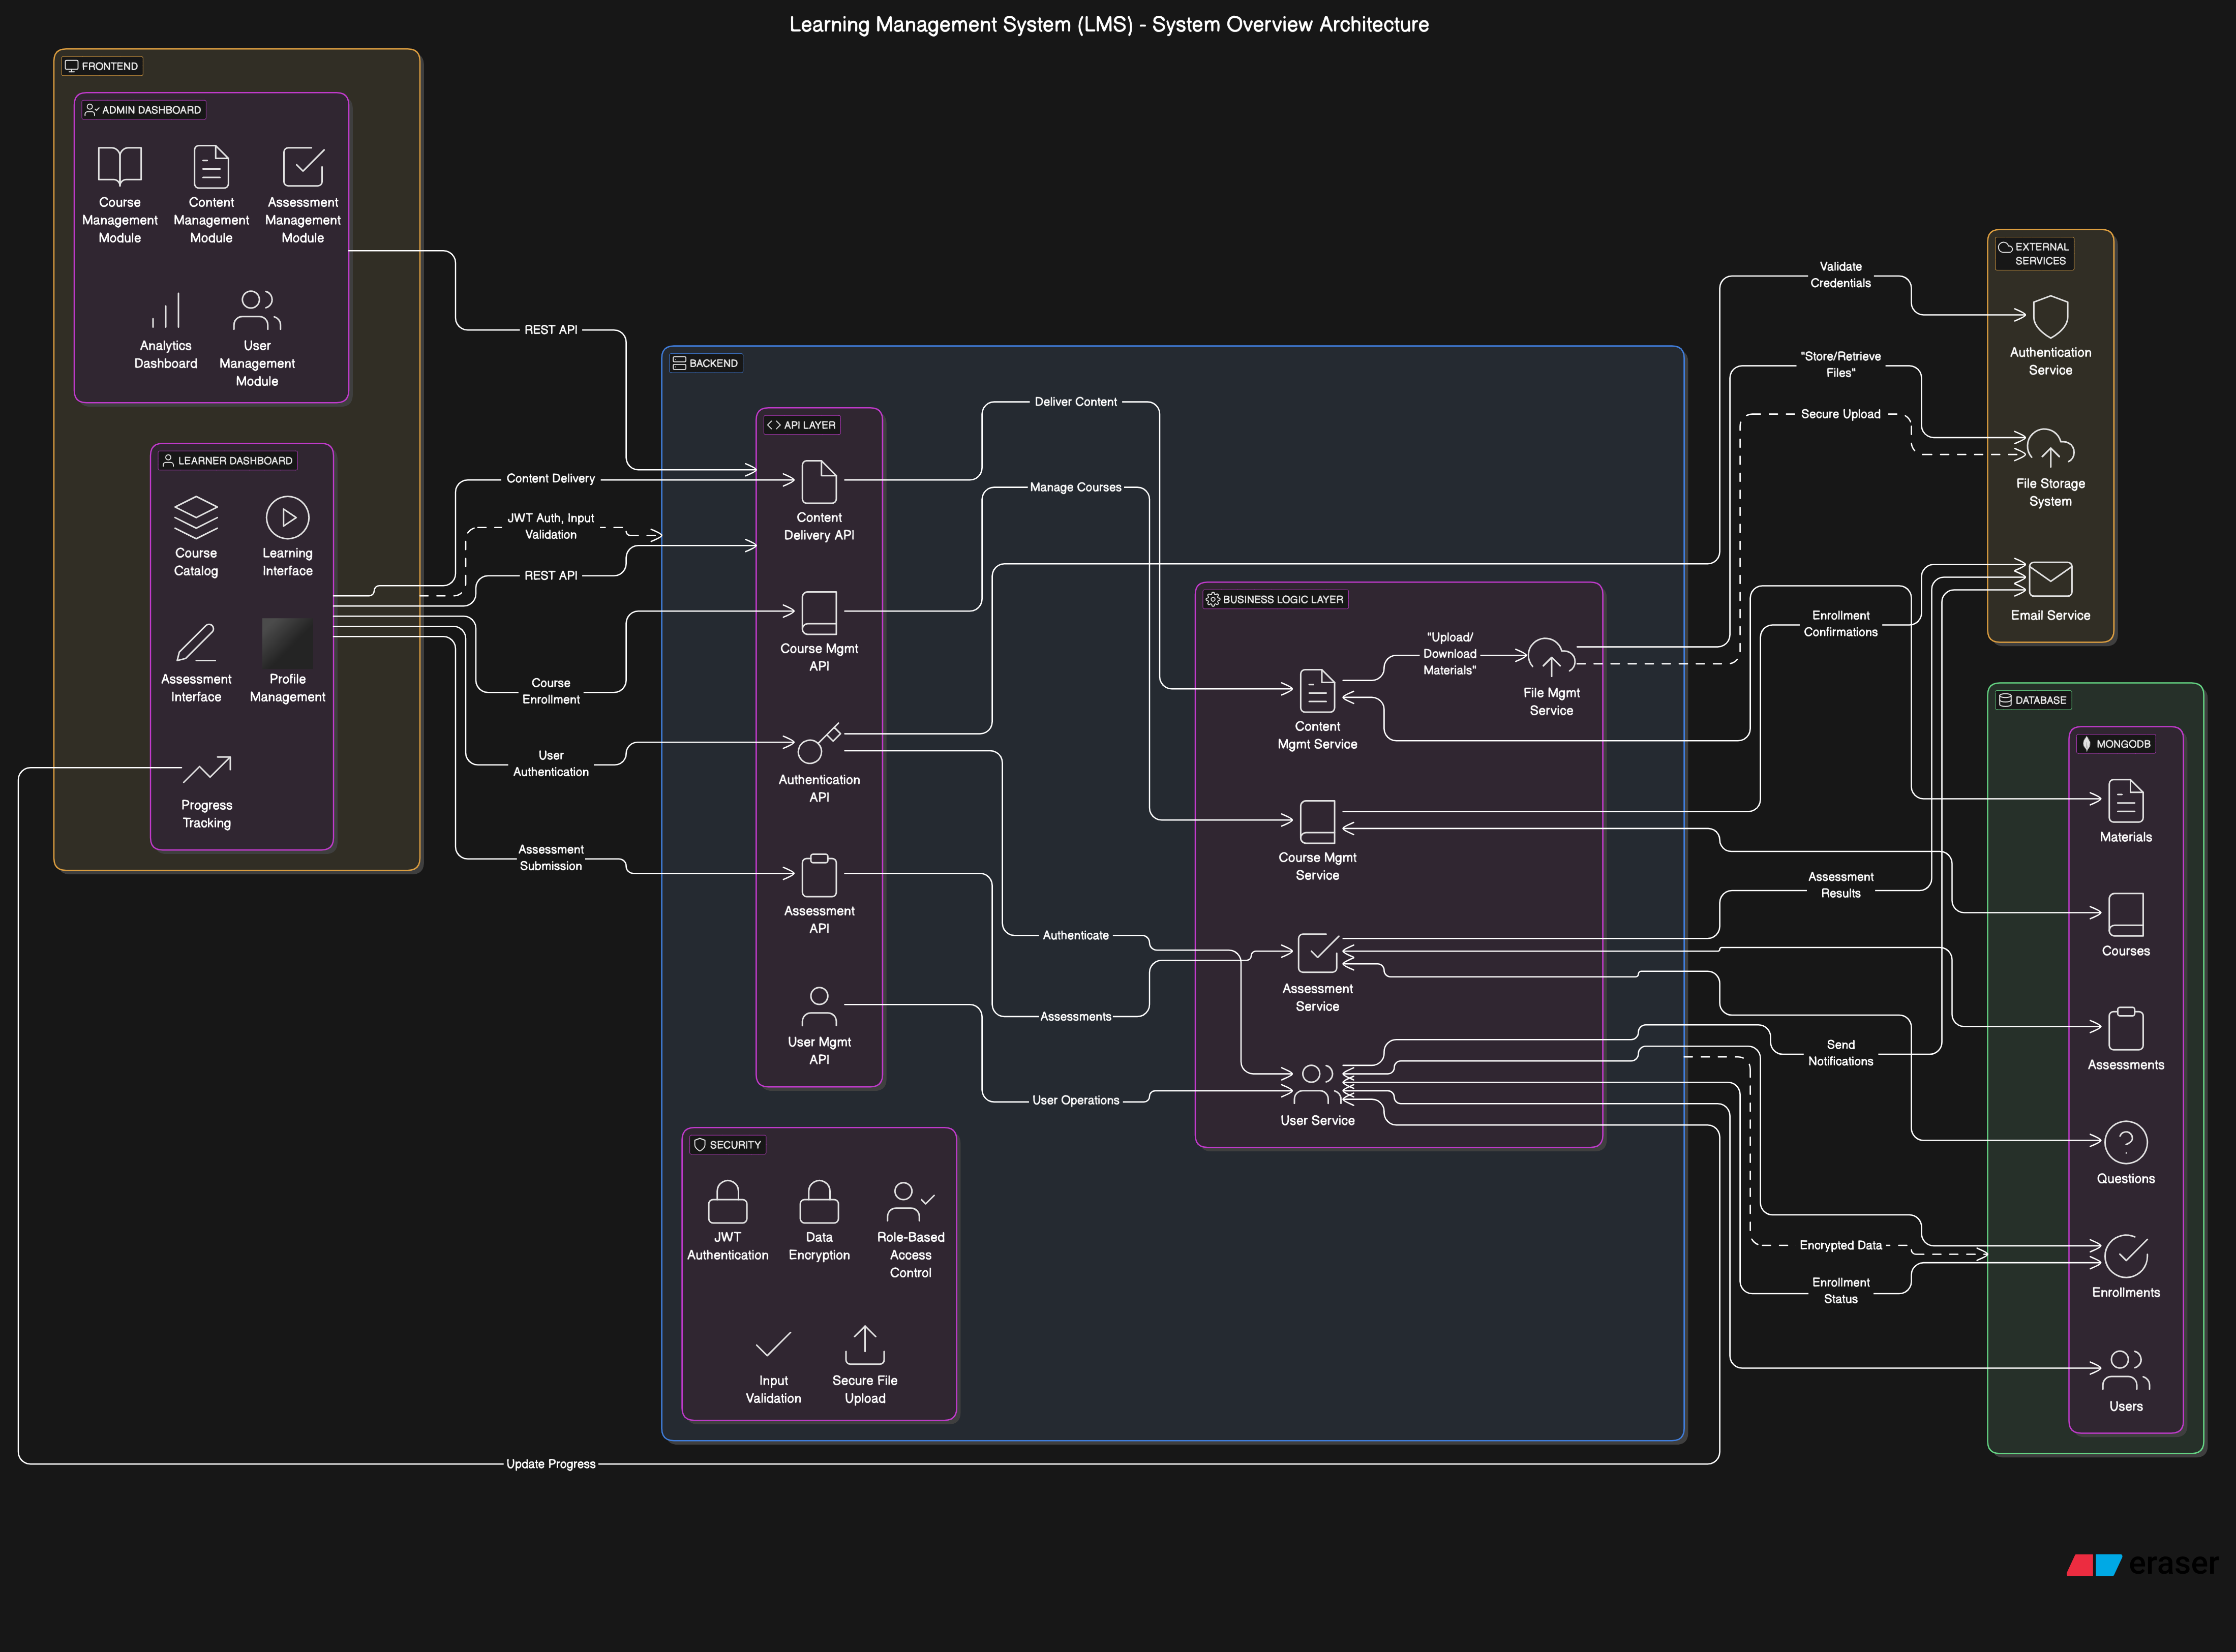 Learning Management System (LMS) - System Overview Architecture
FRONTEND
ADMIN DASHBOARD
Course
Management
Module
Content
Management
Module
Assessment
Management
Module
Analytics
Dashboard
User
Management
Module
LEARNER DASHBOARD
Course
Catalog
Learning
Interface
Assessment
Interface
Profile
Management
Progress
Tracking
REST API
Content Delivery
JWT Auth, Input
Validation
REST API
Course
Enrollment
User
Authentication
Assessment
Submission
Update Progress
BACKEND
API LAYER
Content
Delivery API
Course Mgmt
API
Authentication
API
Assessment
API
User Mgmt
API
SECURITY
JWT
Authentication
Data
Encryption
Role-Based
Access
Control
Input
Validation
Secure File
Upload
Deliver Content
Manage Courses
Authenticate
Assessments
User Operations
BUSINESS LOGIC LAYER
Content
Mgmt Service
"Upload/
Download
Materials"
File Mgmt
Service
Course Mgmt
Service
Assessment
Service
User Service
Validate
Credentials
"Store/Retrieve
Files"
Secure Upload
Enrollment
Confirmations
Assessment
Results
Send
Notifications
Encrypted Data
Enrollment
Status
EXTERNAL
SERVICES
Authentication
Service
File Storage
System
Email Service
DATABASE
MONGODB
Materials
Courses
Assessments
Questions
Enrollments
Users
eraser